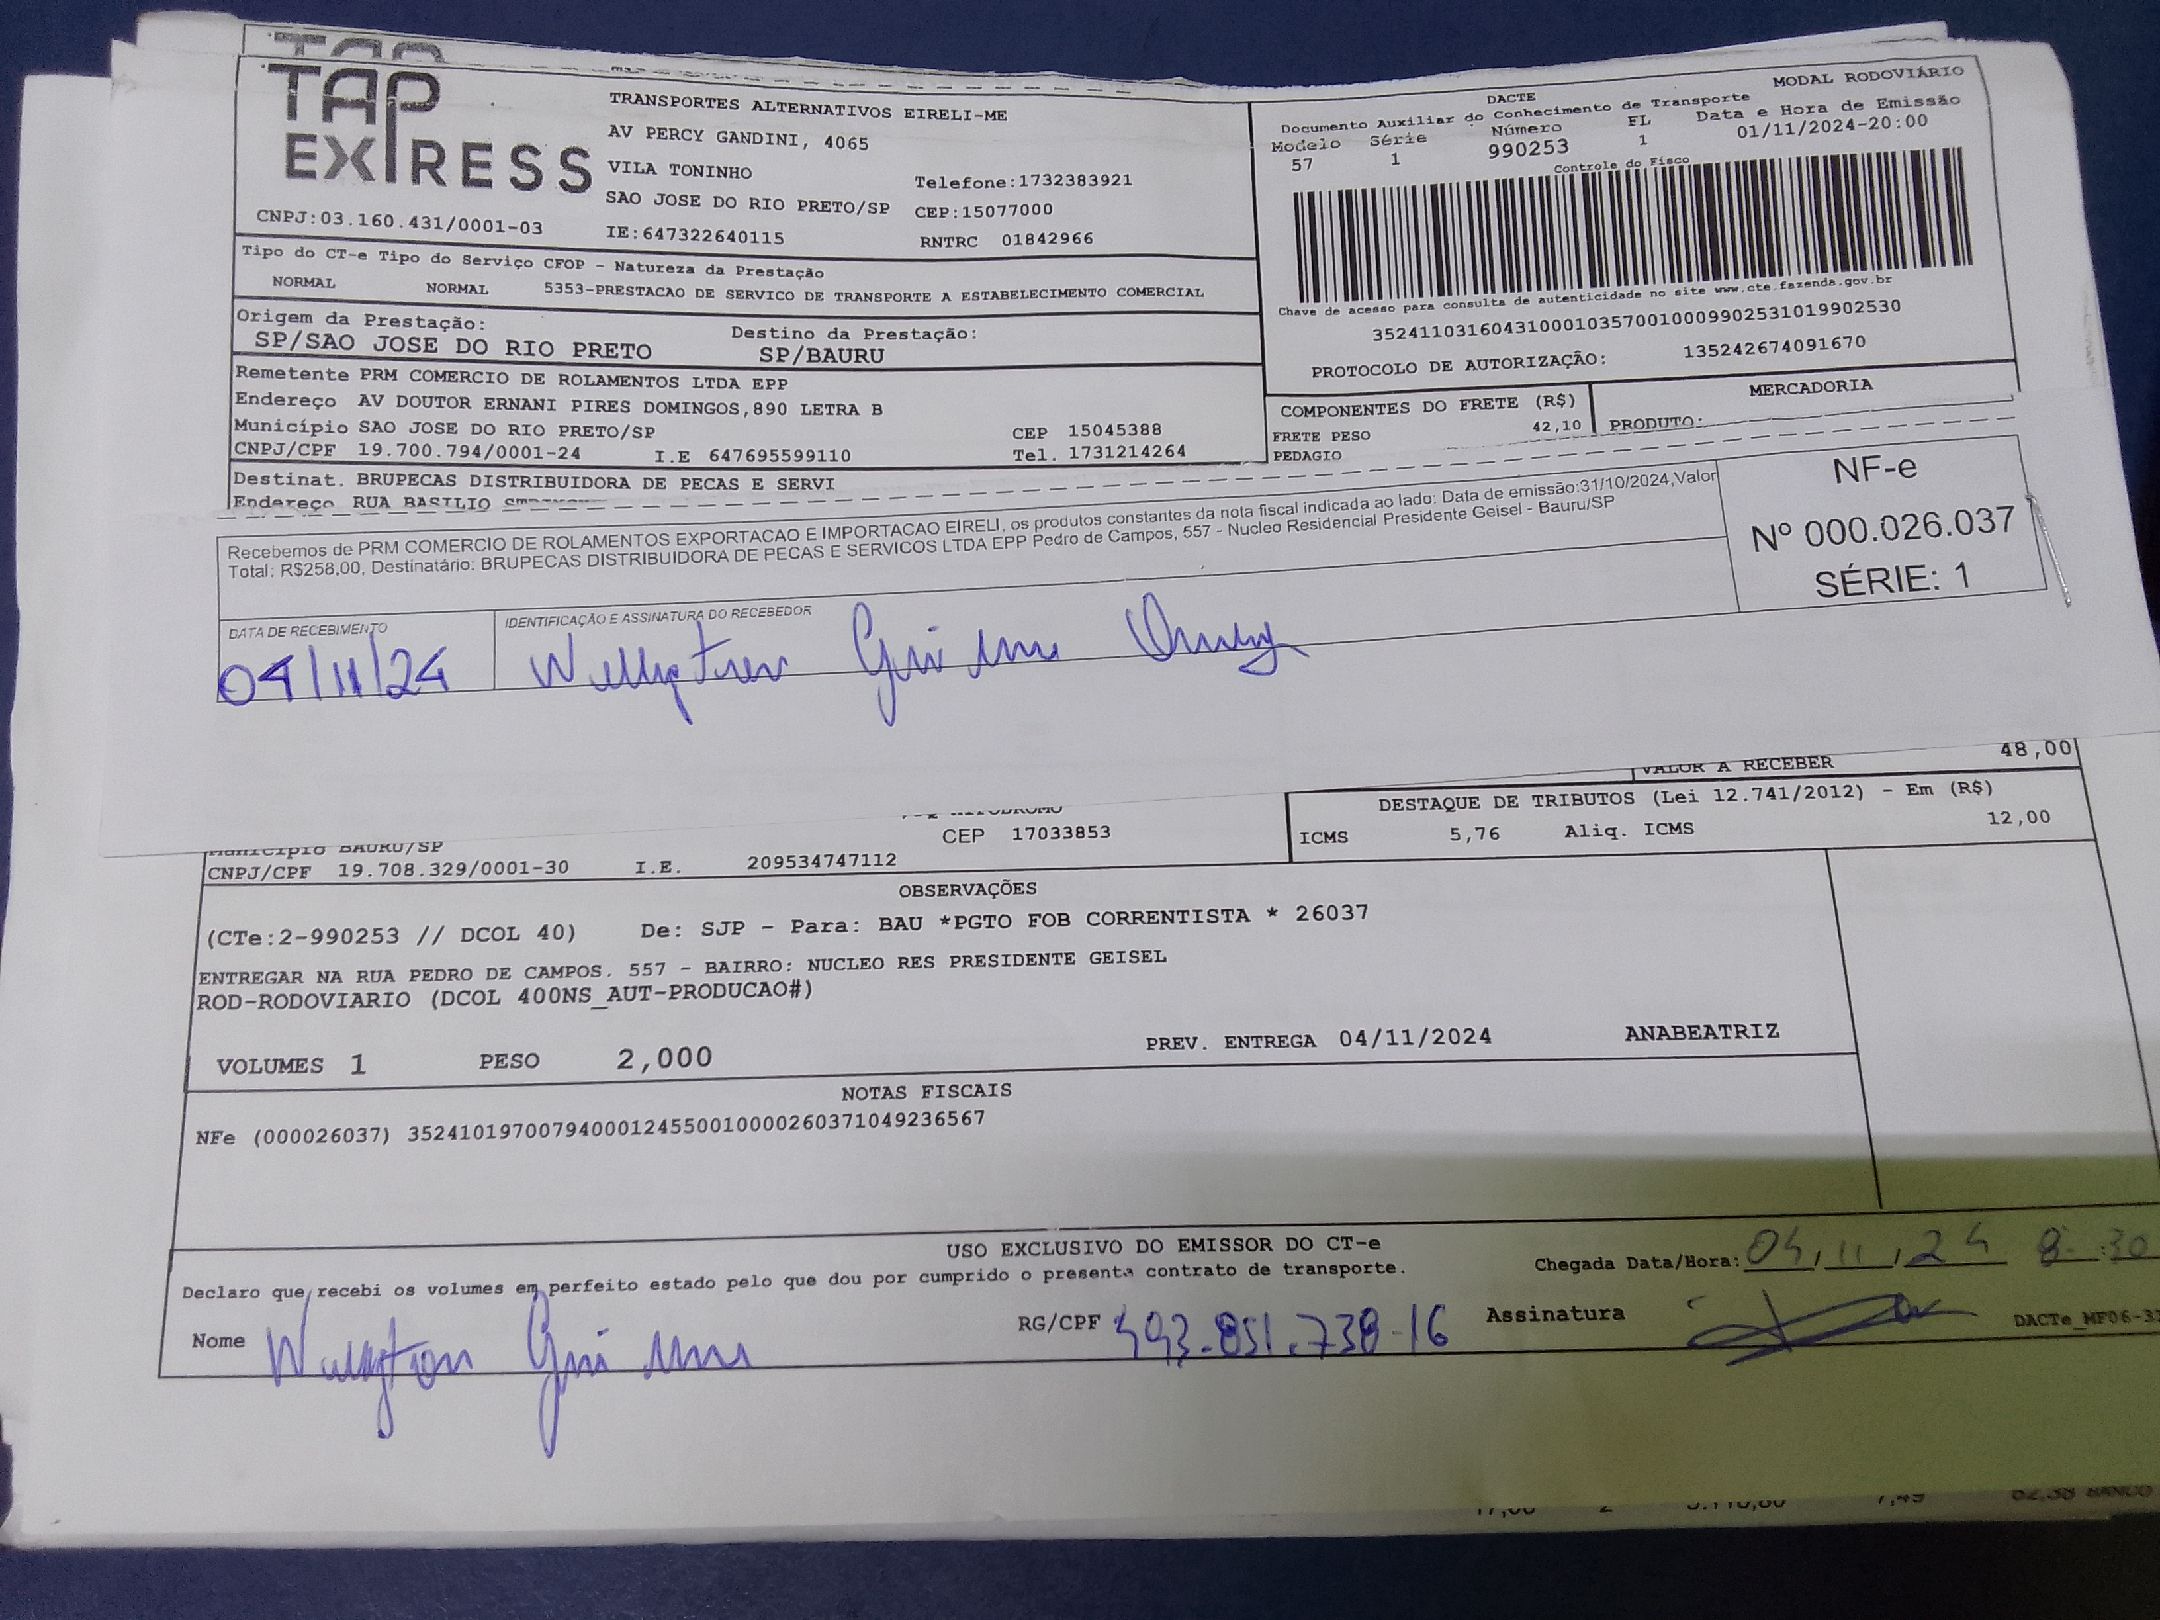 TAP
EXPRESS
TRANSPORTES ALTERNATIVOS EIRELI-ME
AV PERCY GANDINI, 4065
VILA TONINHO
Telefone:1732383921
SAO JOSE DO RIO PRETO/SP CEP:15077000
CNPJ:03.160.431/0001-03 IE:647322640115 RNTRC 01842966
DACTE MODAL RODOVIÁRIO
Documento Auxiliar do Conhecimento de Transporte
Modelo Série Número FL Data e Hora de Emissão
57 1 990253 1 01/11/2024-20:00
Controle do Fisco
Chave de acesso para consulta de autenticidade no site www.cte.fazenda.gov.br
35241103160431000103570010009902531019902530
PROTOCOLO DE AUTORIZAÇÃO: 135242674091670
Tipo do CT-e Tipo do Serviço CFOP - Natureza da Prestação
NORMAL NORMAL 5353-PRESTACAO DE SERVICO DE TRANSPORTE A ESTABELECIMENTO COMERCIAL
Origem da Prestação: Destino da Prestação:
SP/SAO JOSE DO RIO PRETO SP/BAURU
Remetente PRM COMERCIO DE ROLAMENTOS LTDA EPP
Endereço AV DOUTOR ERNANI PIRES DOMINGOS,890 LETRA B
Município SAO JOSE DO RIO PRETO/SP CEP 15045388
CNPJ/CPF 19.700.794/0001-24 I.E 647695599110 Tel. 1731214264
COMPONENTES DO FRETE (R$) MERCADORIA
FRETE PESO 42,10 PRODUTO:
PEDAGIO
Destinat. BRUPECAS DISTRIBUIDORA DE PECAS E SERVI
Endereço RUA BASILIO
Recebemos de PRM COMERCIO DE ROLAMENTOS EXPORTACAO E IMPORTACAO EIRELI, os produtos constantes da nota fiscal indicada ao lado: Data de emissão:31/10/2024,Valor
Total: R$258,00, Destinatário: BRUPECAS DISTRIBUIDORA DE PECAS E SERVICOS LTDA EPP Pedro de Campos, 557 - Nucleo Residencial Presidente Geisel - Bauru/SP
NF-e
Nº 000.026.037
SÉRIE: 1
DATA DE RECEBIMENTO IDENTIFICAÇÃO E ASSINATURA DO RECEBEDOR
04/11/24
VALOR A RECEBER 48,00
DESTAQUE DE TRIBUTOS (Lei 12.741/2012) - Em (R$)
ICMS 5,76 Aliq. ICMS 12,00
CEP 17033853
Municipio BAURU/SP
CNPJ/CPF 19.708.329/0001-30 I.E. 209534747112
OBSERVAÇÕES
(CTe:2-990253 // DCOL 40) De: SJP - Para: BAU *PGTO FOB CORRENTISTA * 26037
ENTREGAR NA RUA PEDRO DE CAMPOS. 557 - BAIRRO: NUCLEO RES PRESIDENTE GEISEL
ROD-RODOVIARIO (DCOL 400NS_AUT-PRODUCAO#)
VOLUMES 1 PESO 2,000 PREV. ENTREGA 04/11/2024 ANABEATRIZ
NOTAS FISCAIS
NFe (000026037) 35241019700794000124550010000260371049236567
USO EXCLUSIVO DO EMISSOR DO CT-e
Declaro que recebi os volumes em perfeito estado pelo que dou por cumprido o presente contrato de transporte.
Chegada Data/Hora: 04/11/24 8:30
Nome RG/CPF 493.851.738-16 Assinatura